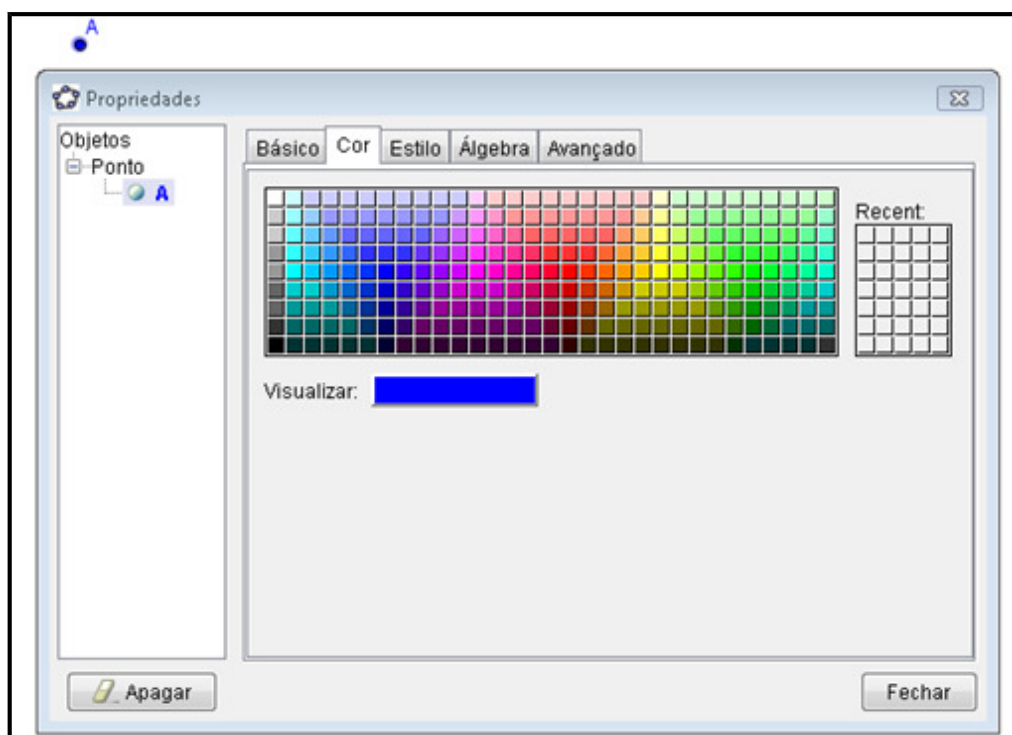 A
Propriedades
Objetos
Ponto
A
Básico Cor Estilo Álgebra Avançado
Recent:
Visualizar:
Apagar
Fechar